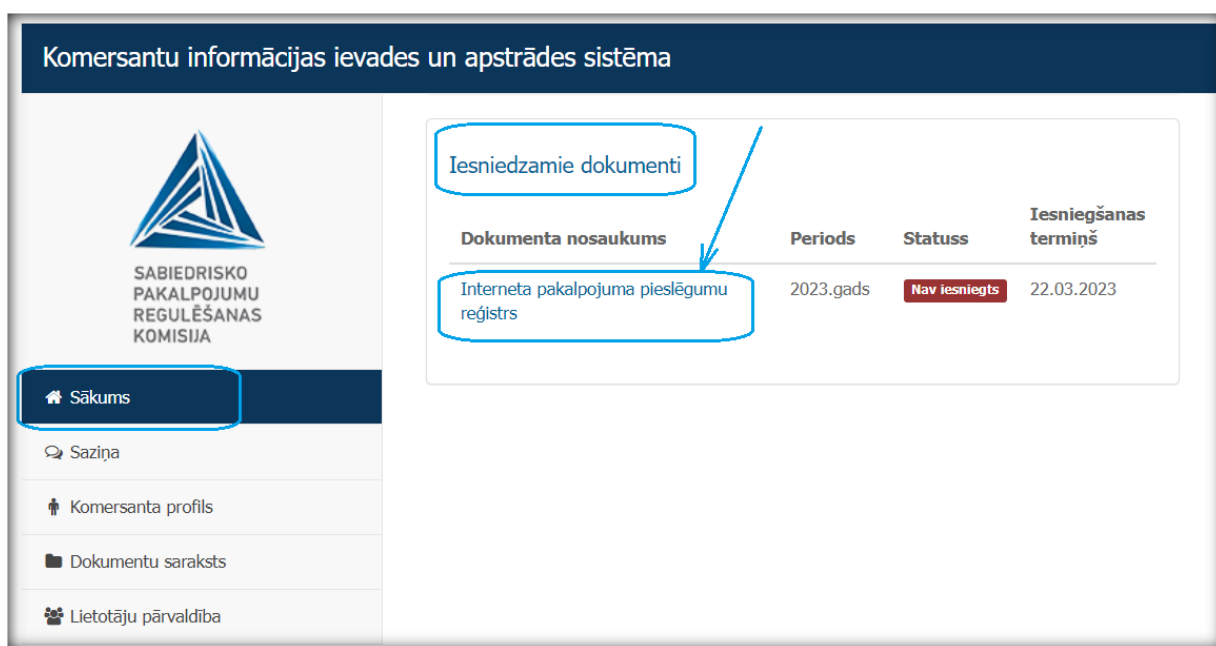 Komersantu informācijas ievades un apstrādes sistēma
SABIEDRISKO
PAKALPOJUMU
REGULĒŠANAS
KOMISIJA
Sākums
Saziņa
Komersanta profils
Dokumentu saraksts
Lietotāju pārvaldība
Iesniedzamie dokumenti
Dokumenta nosaukums Periods Statuss Iesniegšanas
termiņš
Interneta pakalpojuma pieslēgumu 2023.gads Nav iesniegts 22.03.2023
reģistrs